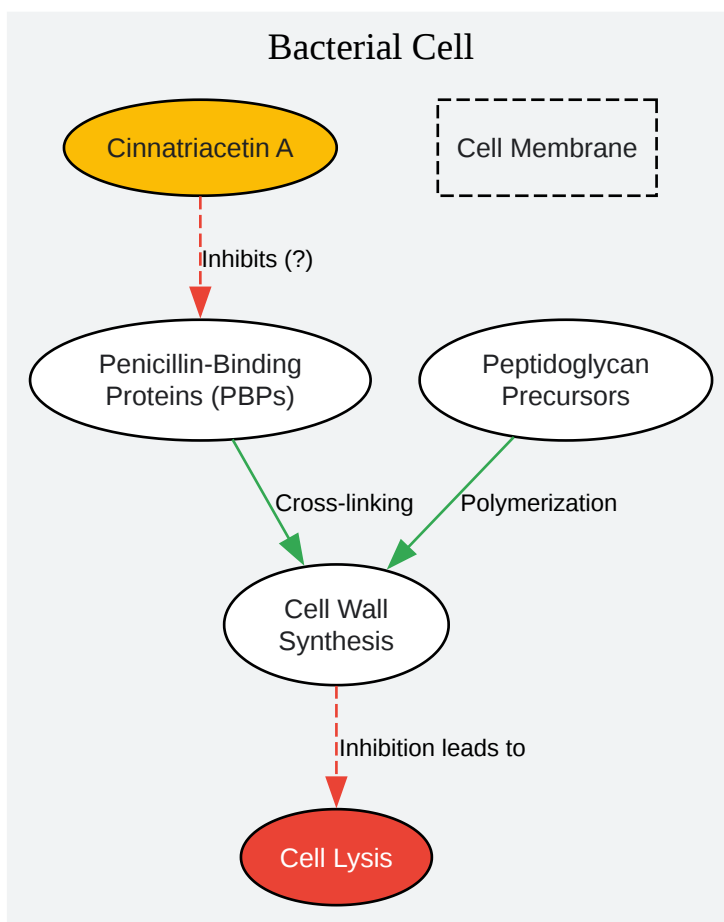 Bacterial Cell
Cinnatriacetin A
Cell Membrane
Inhibits (?)
Penicillin-Binding
Proteins (PBPs)
Peptidoglycan
Precursors
Cross-linking
Polymerization
Cell Wall
Synthesis
Inhibition leads to
Cell Lysis